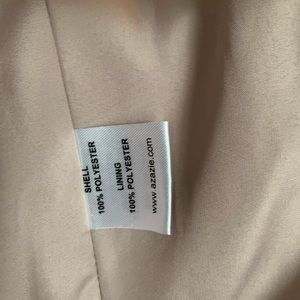 SHELL
100% POLYESTER
LINING
100% POLYESTER
www.azazie.com